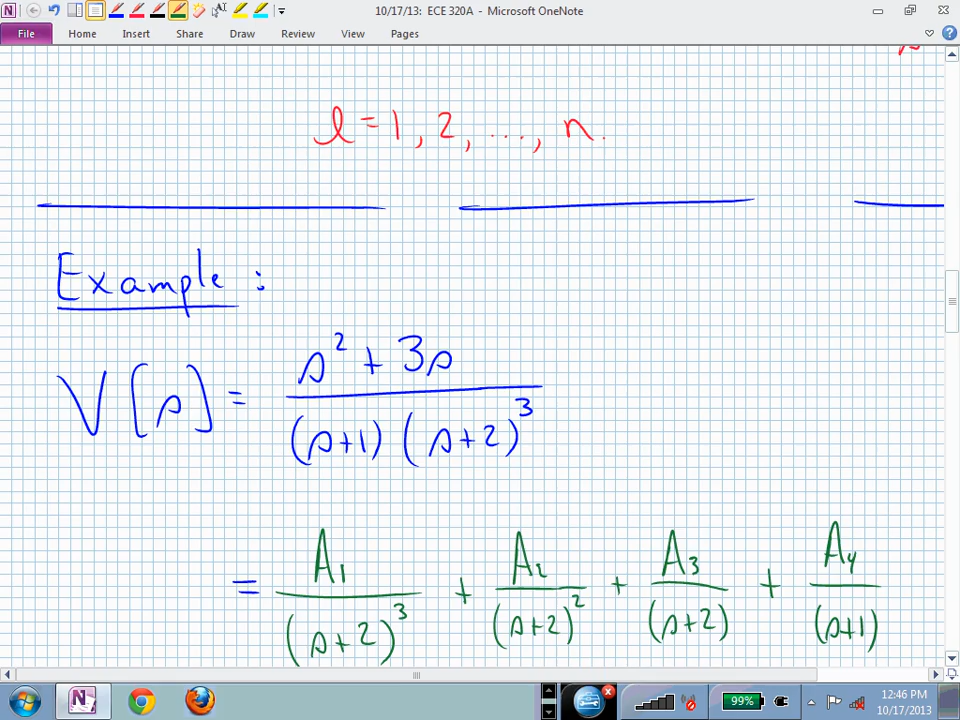 10/17/13: ECE 320A - Microsoft OneNote
File Home Insert Share Draw Review View Pages
l = 1, 2, ..., n.
Example:
V[s] = (s² + 3s) / ((s+1)(s+2)³)
= A₁/(s+2)³ + A₂/(s+2)² + A₃/(s+2) + A₄/(s+1)
99%
12:46 PM
10/17/2013